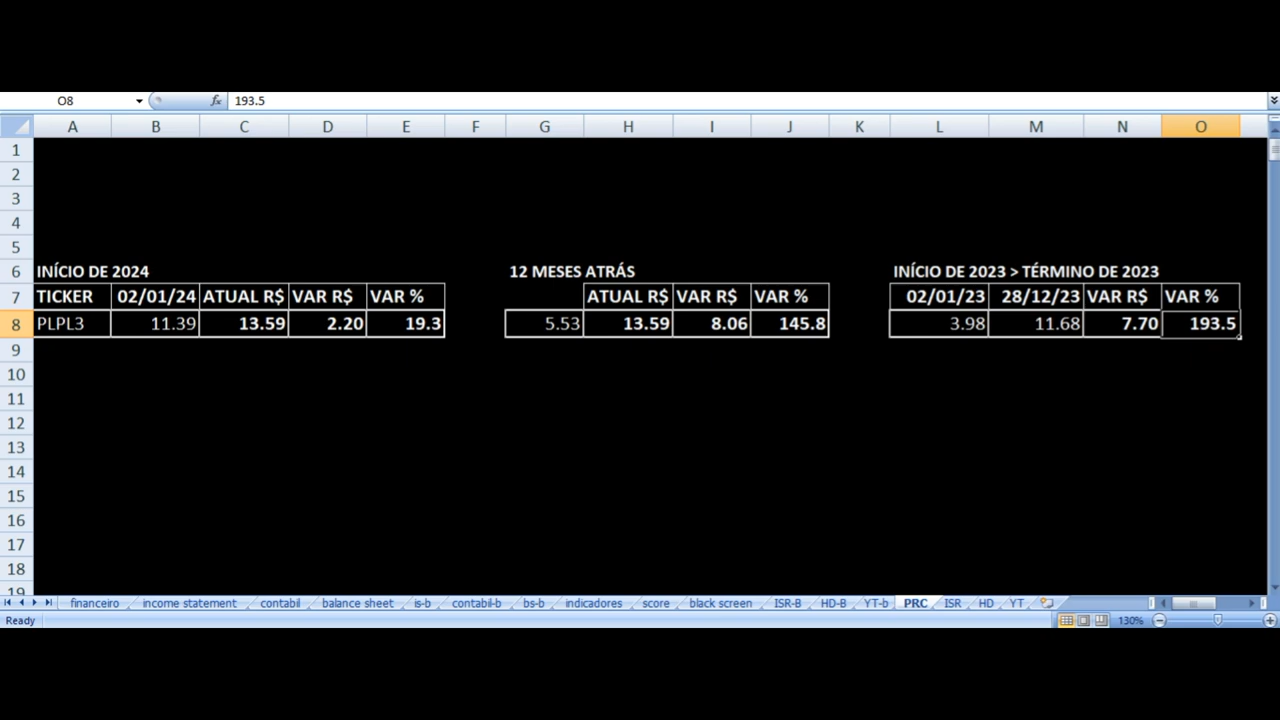 O8 fx 193.5
A B C D E F G H I J K L M N O
1
2
3
4
5
6 INÍCIO DE 2024 12 MESES ATRÁS INÍCIO DE 2023 > TÉRMINO DE 2023
7 TICKER 02/01/24 ATUAL R$ VAR R$ VAR % ATUAL R$ VAR R$ VAR % 02/01/23 28/12/23 VAR R$ VAR %
8 PLPL3 11.39 13.59 2.20 19.3 5.53 13.59 8.06 145.8 3.98 11.68 7.70 193.5
9
10
11
12
13
14
15
16
17
18
19
financeiro income statement contabil balance sheet is-b contabil-b bs-b indicadores score black screen ISR-B HD-B YT-b PRC ISR HD YT
Ready 130%